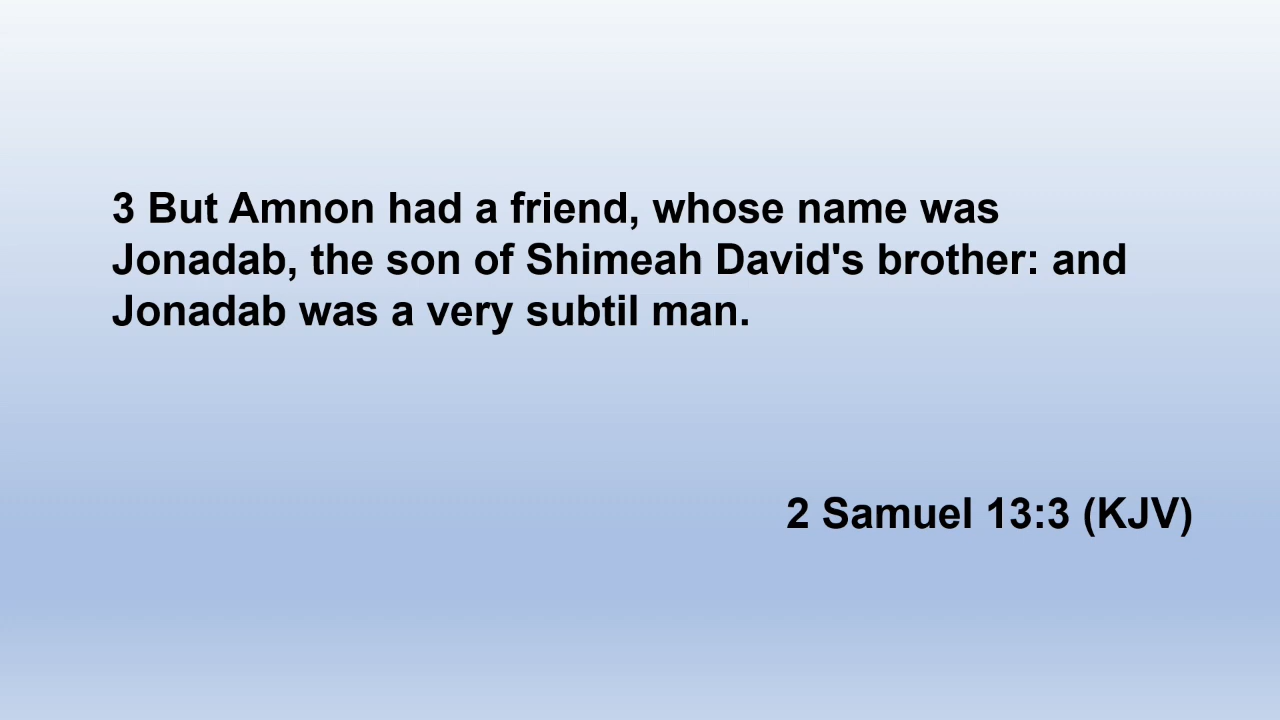 3 But Amnon had a friend, whose name was
Jonadab, the son of Shimeah David's brother: and
Jonadab was a very subtil man.
2 Samuel 13:3 (KJV)